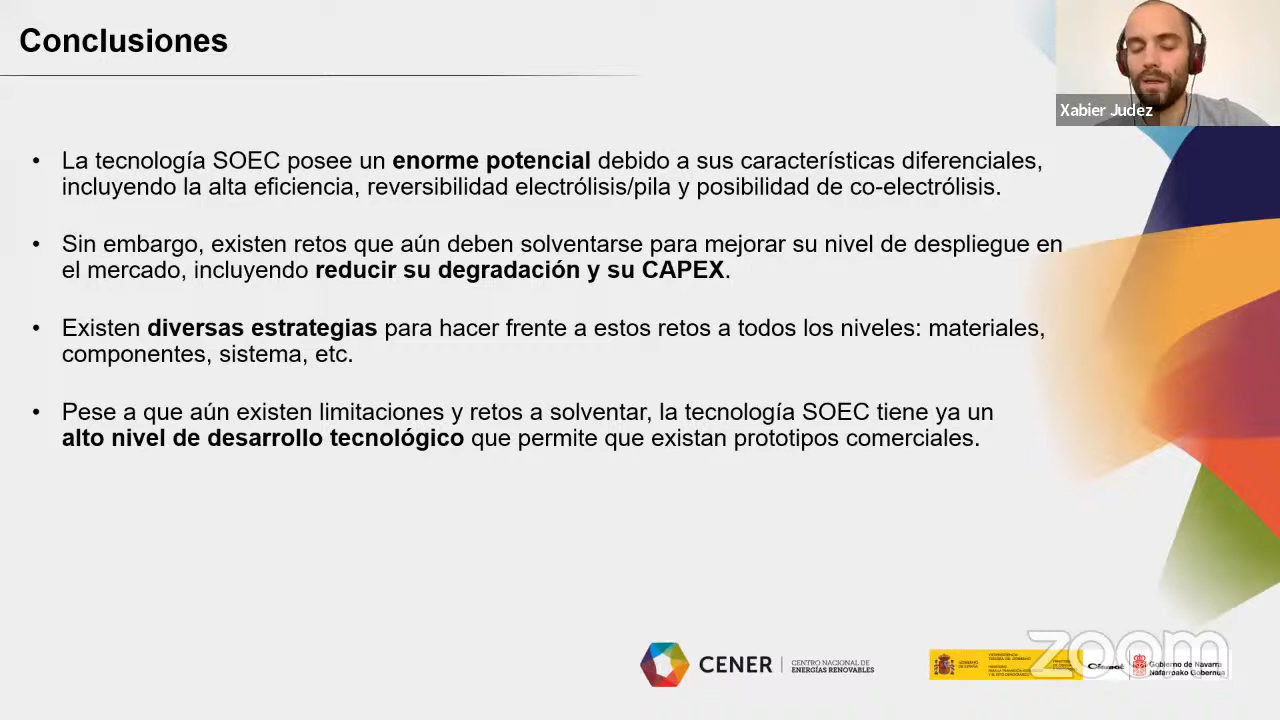 Conclusiones
Xabier Judez
• La tecnología SOEC posee un enorme potencial debido a sus características diferenciales,
incluyendo la alta eficiencia, reversibilidad electrólisis/pila y posibilidad de co-electrólisis.
• Sin embargo, existen retos que aún deben solventarse para mejorar su nivel de despliegue en
el mercado, incluyendo reducir su degradación y su CAPEX.
• Existen diversas estrategias para hacer frente a estos retos a todos los niveles: materiales,
componentes, sistema, etc.
• Pese a que aún existen limitaciones y retos a solventar, la tecnología SOEC tiene ya un
alto nivel de desarrollo tecnológico que permite que existan prototipos comerciales.
CENER
CENTRO NACIONAL DE
ENERGÍAS RENOVABLES
GOBIERNO
DE ESPAÑA
zoom
Gobierno de Navarra
Nafarroako Gobernua